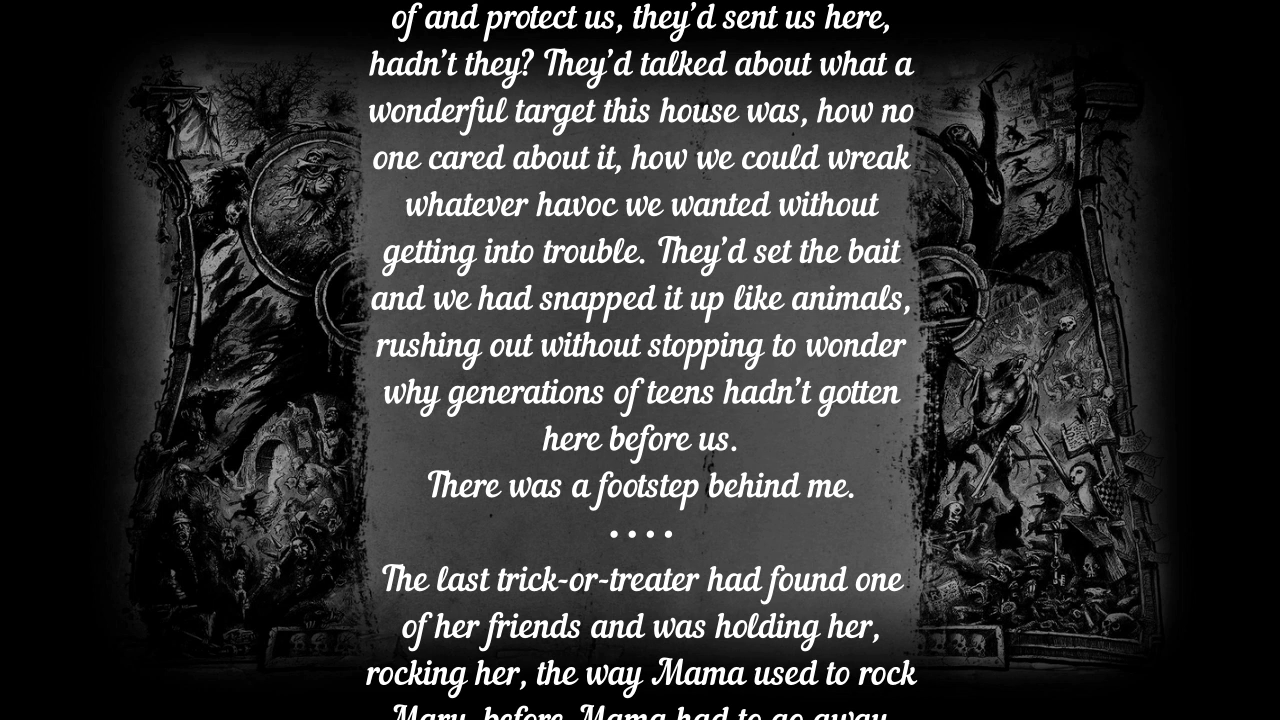 of and protect us, they’d sent us here,
hadn’t they? They’d talked about what a
wonderful target this house was, how no
one cared about it, how we could wreak
whatever havoc we wanted without
getting into trouble. They’d set the bait
and we had snapped it up like animals,
rushing out without stopping to wonder
why generations of teens hadn’t gotten
here before us.
There was a footstep behind me.
• • • •
The last trick-or-treater had found one
of her friends and was holding her,
rocking her, the way Mama used to rock
Mary, before Mama had to go away.